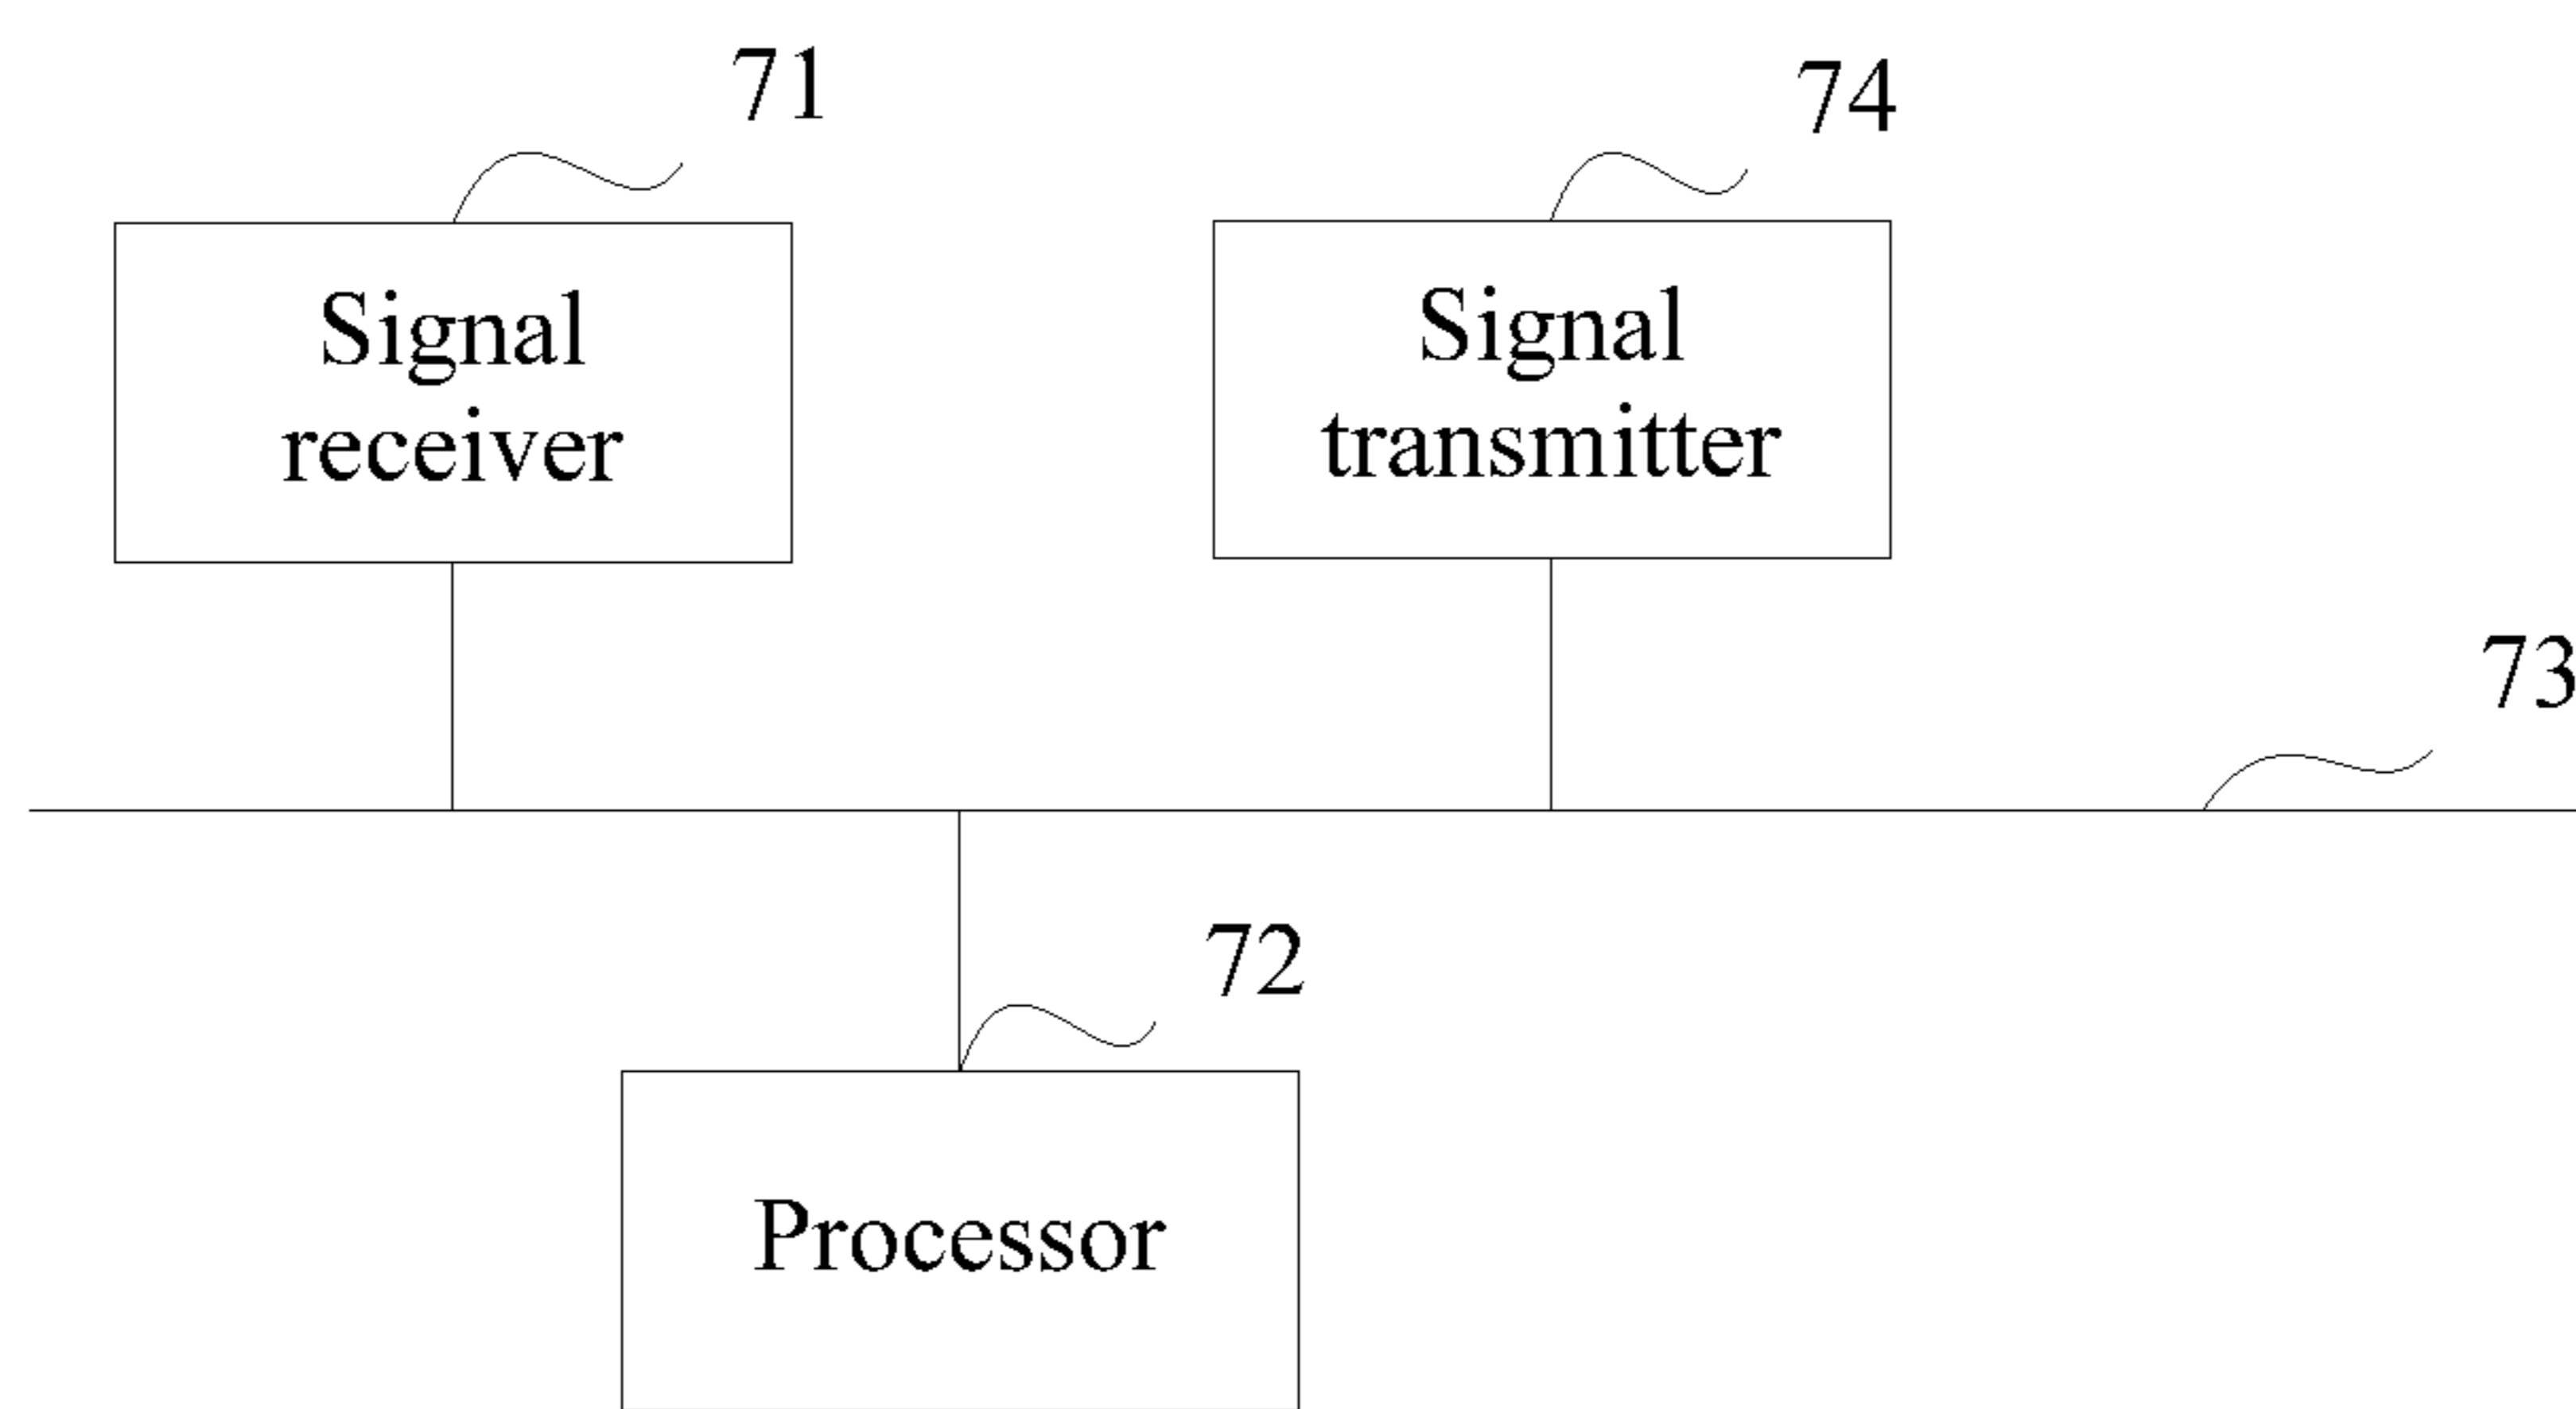 71
74
Signal
receiver
Signal
transmitter
73
72
Processor